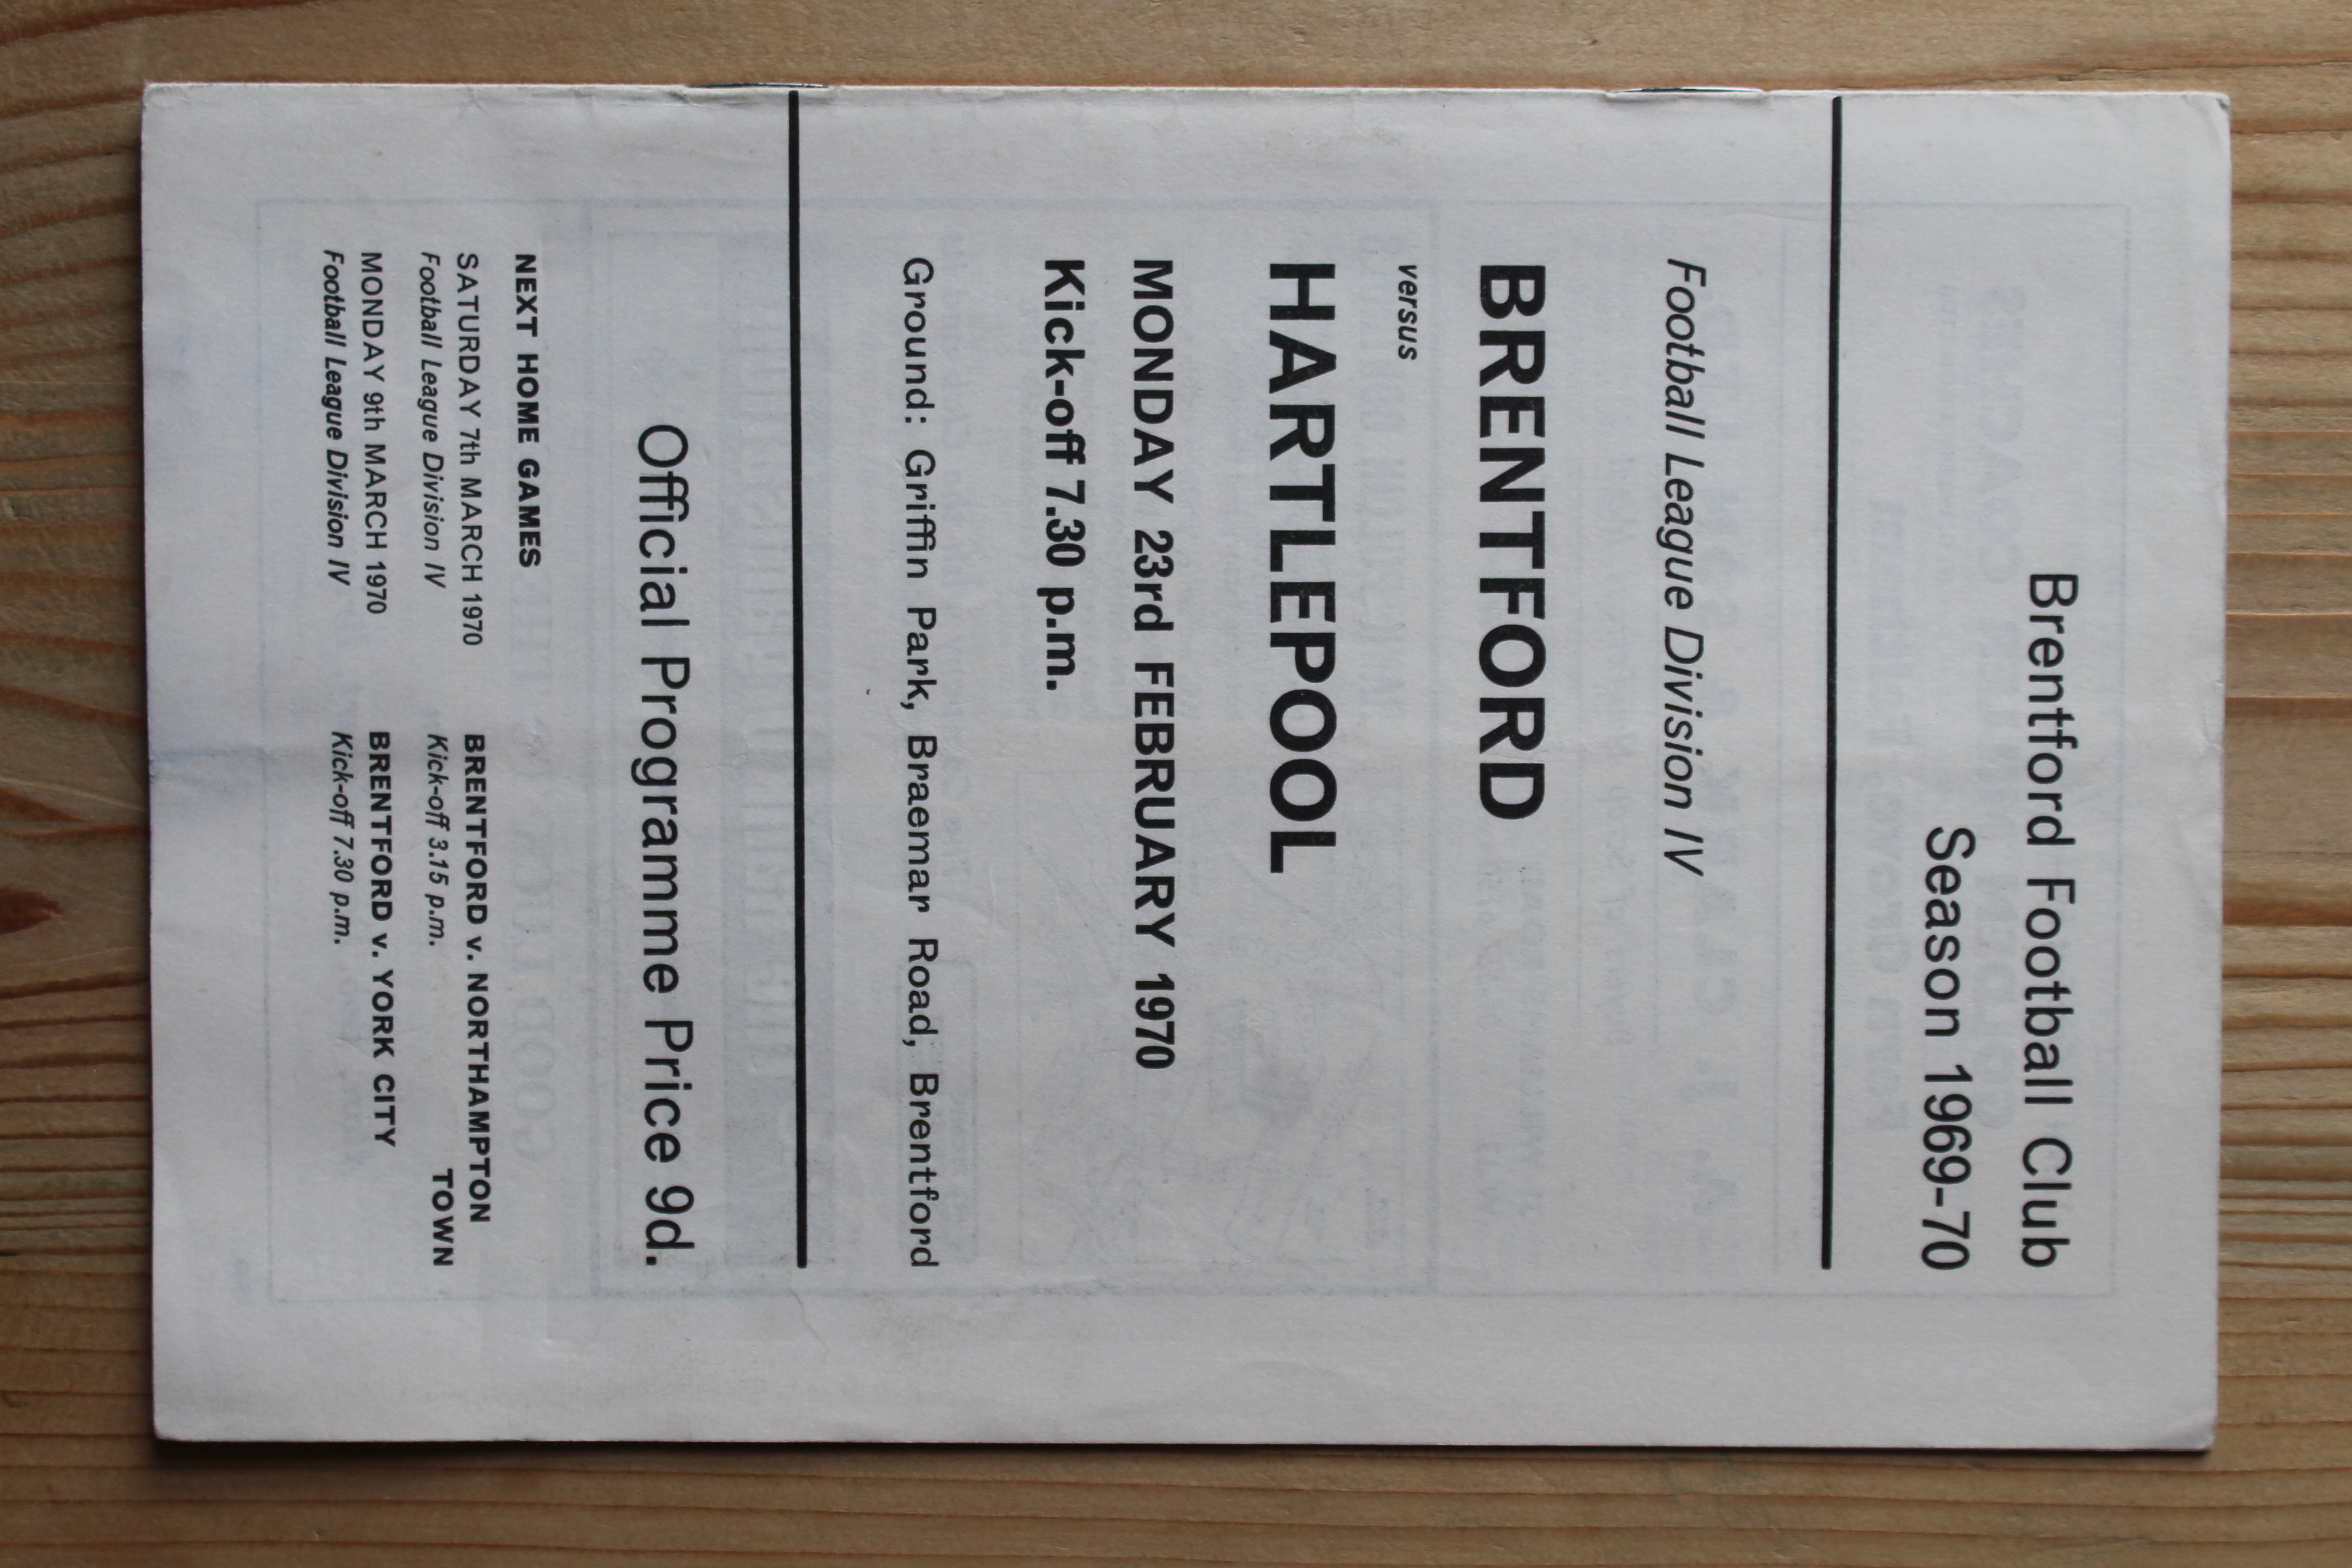 Brentford Football Club
Season 1969-70
Football League Division IV
BRENTFORD
versus
HARTLEPOOL
MONDAY 23rd FEBRUARY 1970
Kick-off 7.30 p.m.
Ground: Griffin Park, Braemar Road, Brentford
Official Programme Price 9d.
NEXT HOME GAMES
SATURDAY 7th MARCH 1970 BRENTFORD v. NORTHAMPTON
Football League Division IV Kick-off 3.15 p.m. TOWN
MONDAY 9th MARCH 1970 BRENTFORD v. YORK CITY
Football League Division IV Kick-off 7.30 p.m.